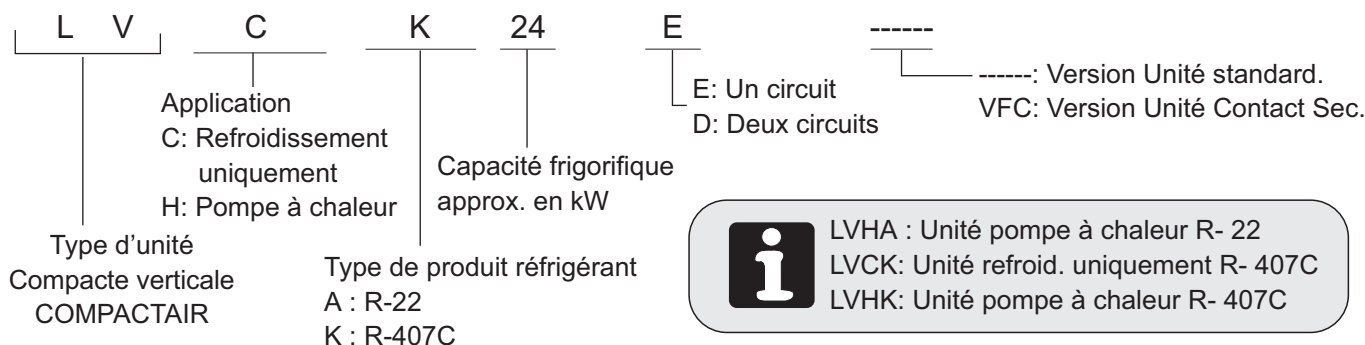 L V C K 24 E ------
Type d’unité
Compacte verticale
COMPACTAIR
Application
C: Refroidissement
uniquement
H: Pompe à chaleur
Type de produit réfrigérant
A : R-22
K : R-407C
Capacité frigorifique
approx. en kW
E: Un circuit
D: Deux circuits
------: Version Unité standard.
VFC: Version Unité Contact Sec.
i
LVHA : Unité pompe à chaleur R- 22
LVCK: Unité refroid. uniquement R- 407C
LVHK: Unité pompe à chaleur R- 407C